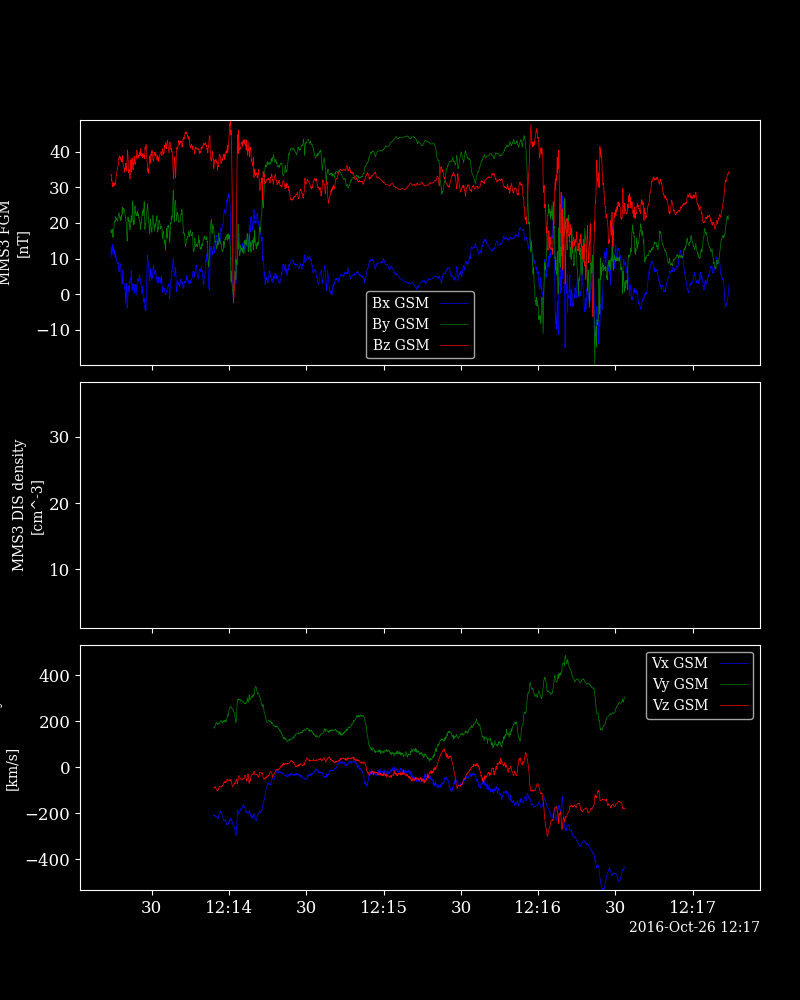 MMS3 FGM
[nT]
40
30
20
10
0
−10
Bx GSM
By GSM
Bz GSM
MMS3 DIS density
[cm^-3]
30
20
10
[km/s]
400
200
0
−200
−400
Vx GSM
Vy GSM
Vz GSM
30 12:14 30 12:15 30 12:16 30 12:17
2016-Oct-26 12:17